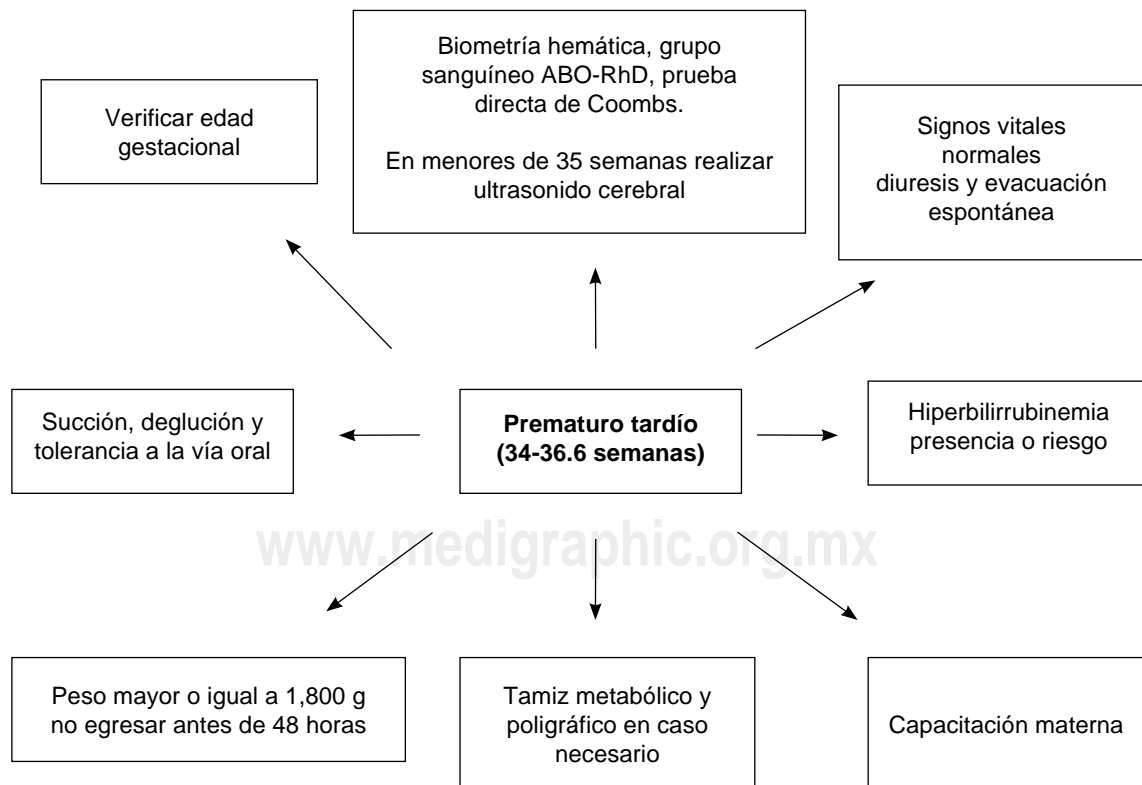 Verificar edad
gestacional
Biometría hemática, grupo
sanguíneo ABO-RhD, prueba
directa de Coombs.
En menores de 35 semanas realizar
ultrasonido cerebral
Signos vitales
normales
diuresis y evacuación
espontánea
Succión, deglución y
tolerancia a la vía oral
Prematuro tardío
(34-36.6 semanas)
Hiperbilirrubinemia
presencia o riesgo
www.medigraphic.org.mx
Peso mayor o igual a 1,800 g
no egresar antes de 48 horas
Tamiz metabólico y
poligráfico en caso
necesario
Capacitación materna